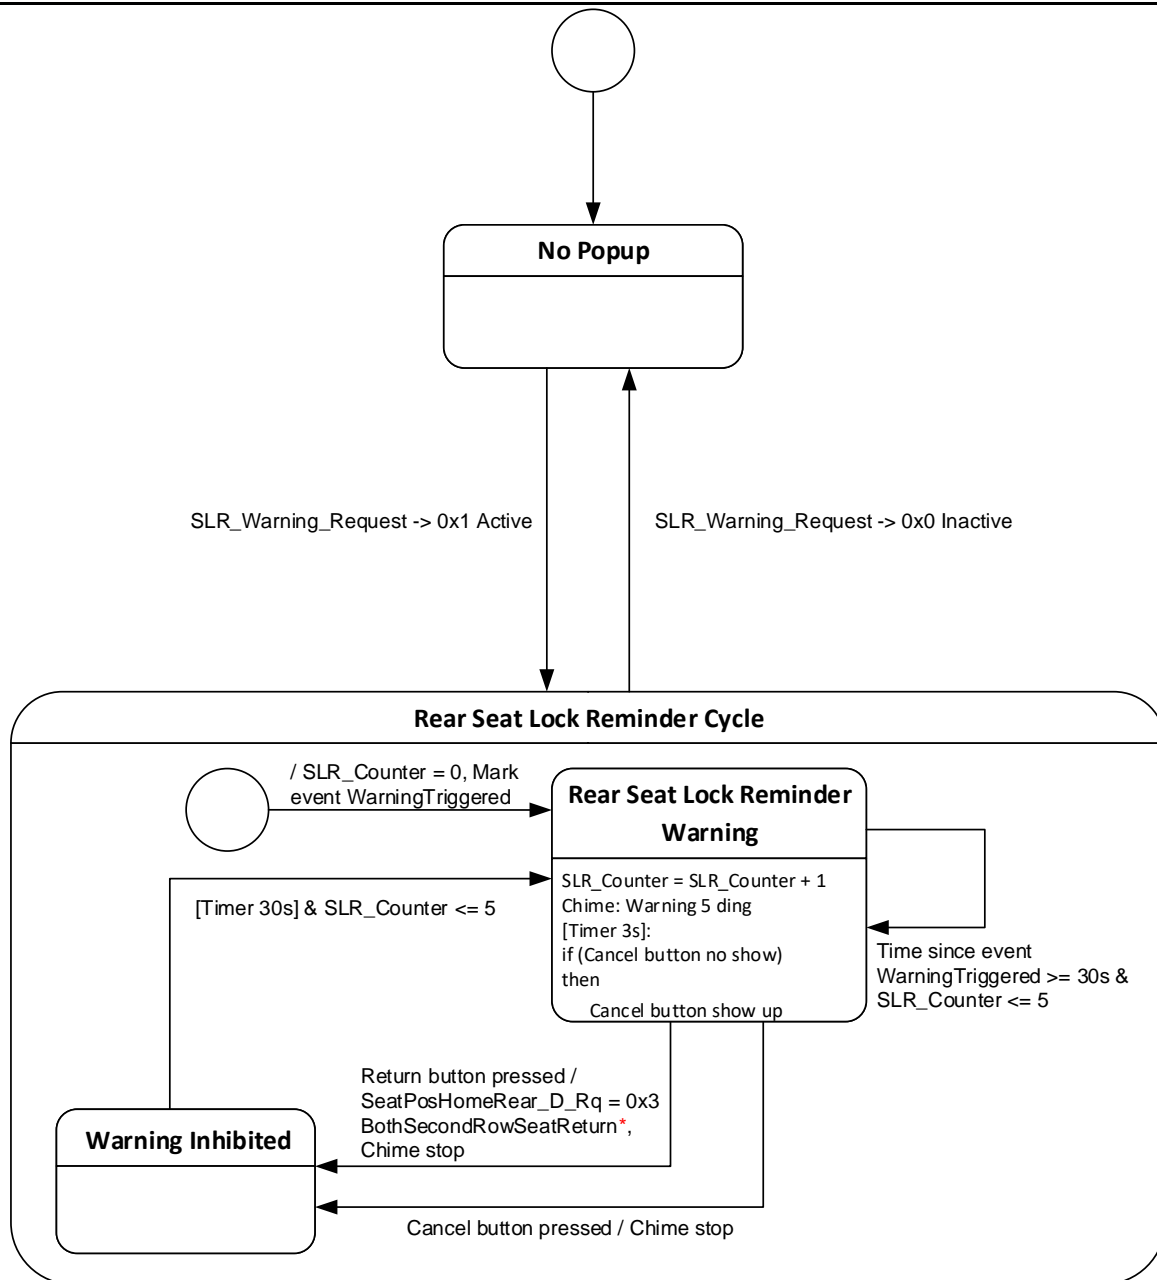 No Popup
SLR_Warning_Request -> 0x1 Active
SLR_Warning_Request -> 0x0 Inactive
Rear Seat Lock Reminder Cycle
/ SLR_Counter = 0, Mark
event WarningTriggered
Rear Seat Lock Reminder
Warning
SLR_Counter = SLR_Counter + 1
Chime: Warning 5 ding
[Timer 3s]:
if (Cancel button no show)
then
Cancel button show up
[Timer 30s] & SLR_Counter <= 5
Time since event
WarningTriggered >= 30s &
SLR_Counter <= 5
Return button pressed /
SeatPosHomeRear_D_Rq = 0x3
BothSecondRowSeatReturn*,
Chime stop
Warning Inhibited
Cancel button pressed / Chime stop